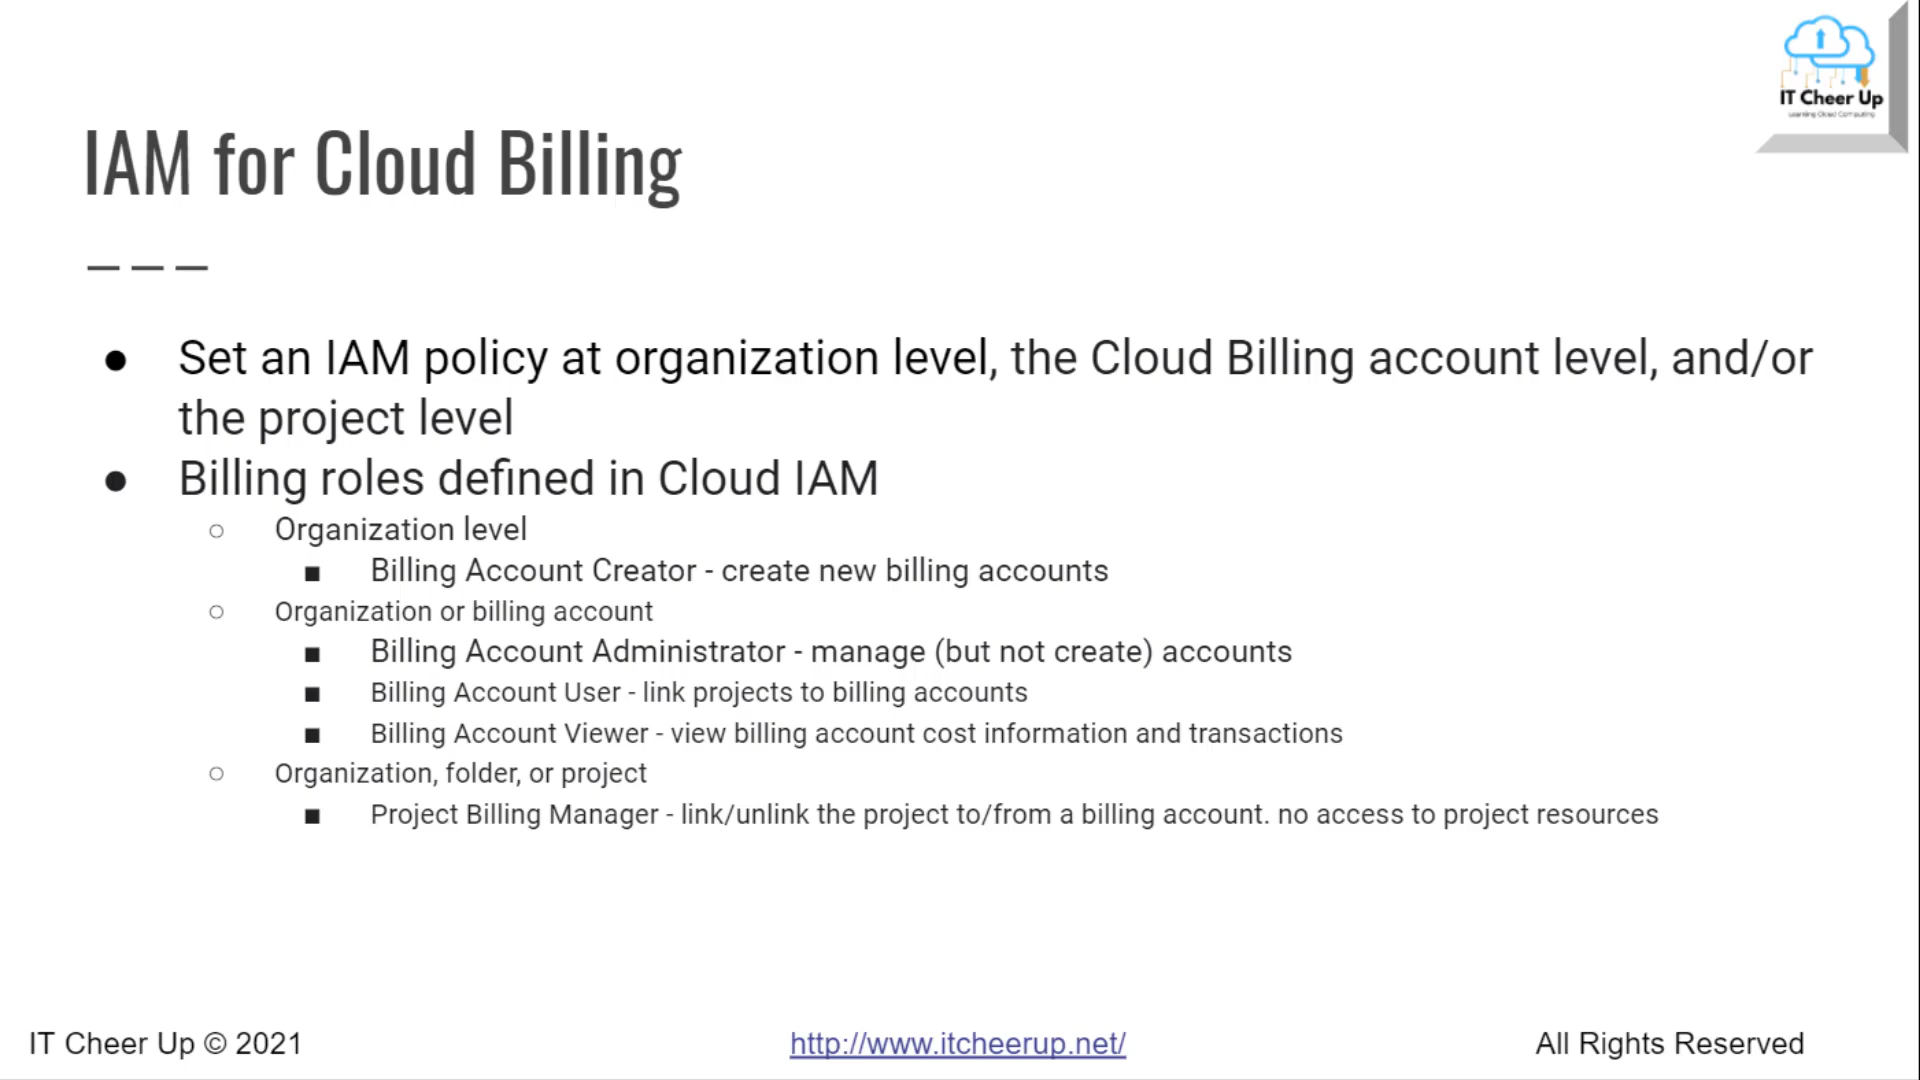 IT Cheer Up
Learning Cloud Computing
IAM for Cloud Billing
● Set an IAM policy at organization level, the Cloud Billing account level, and/or
the project level
● Billing roles defined in Cloud IAM
○ Organization level
■ Billing Account Creator - create new billing accounts
○ Organization or billing account
■ Billing Account Administrator - manage (but not create) accounts
■ Billing Account User - link projects to billing accounts
■ Billing Account Viewer - view billing account cost information and transactions
○ Organization, folder, or project
■ Project Billing Manager - link/unlink the project to/from a billing account. no access to project resources
IT Cheer Up © 2021
http://www.itcheerup.net/
All Rights Reserved